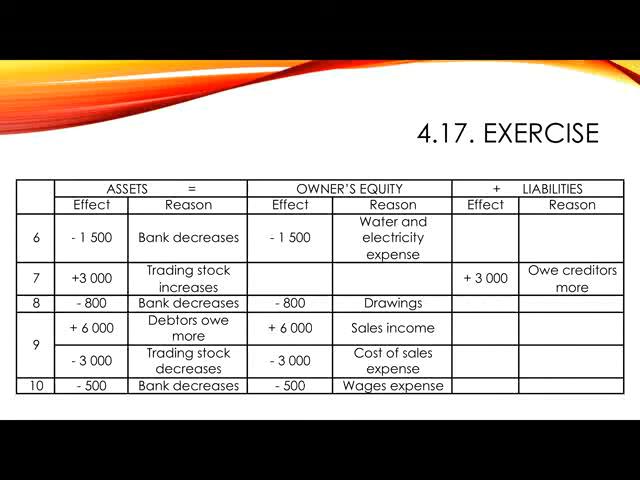 4.17. EXERCISE
ASSETS = OWNER'S EQUITY + LIABILITIES
Effect Reason Effect Reason Effect Reason
6 - 1 500 Bank decreases - 1 500 Water and electricity expense
7 +3 000 Trading stock increases + 3 000 Owe creditors more
8 - 800 Bank decreases - 800 Drawings
9 + 6 000 Debtors owe more + 6 000 Sales income
- 3 000 Trading stock decreases - 3 000 Cost of sales expense
10 - 500 Bank decreases - 500 Wages expense